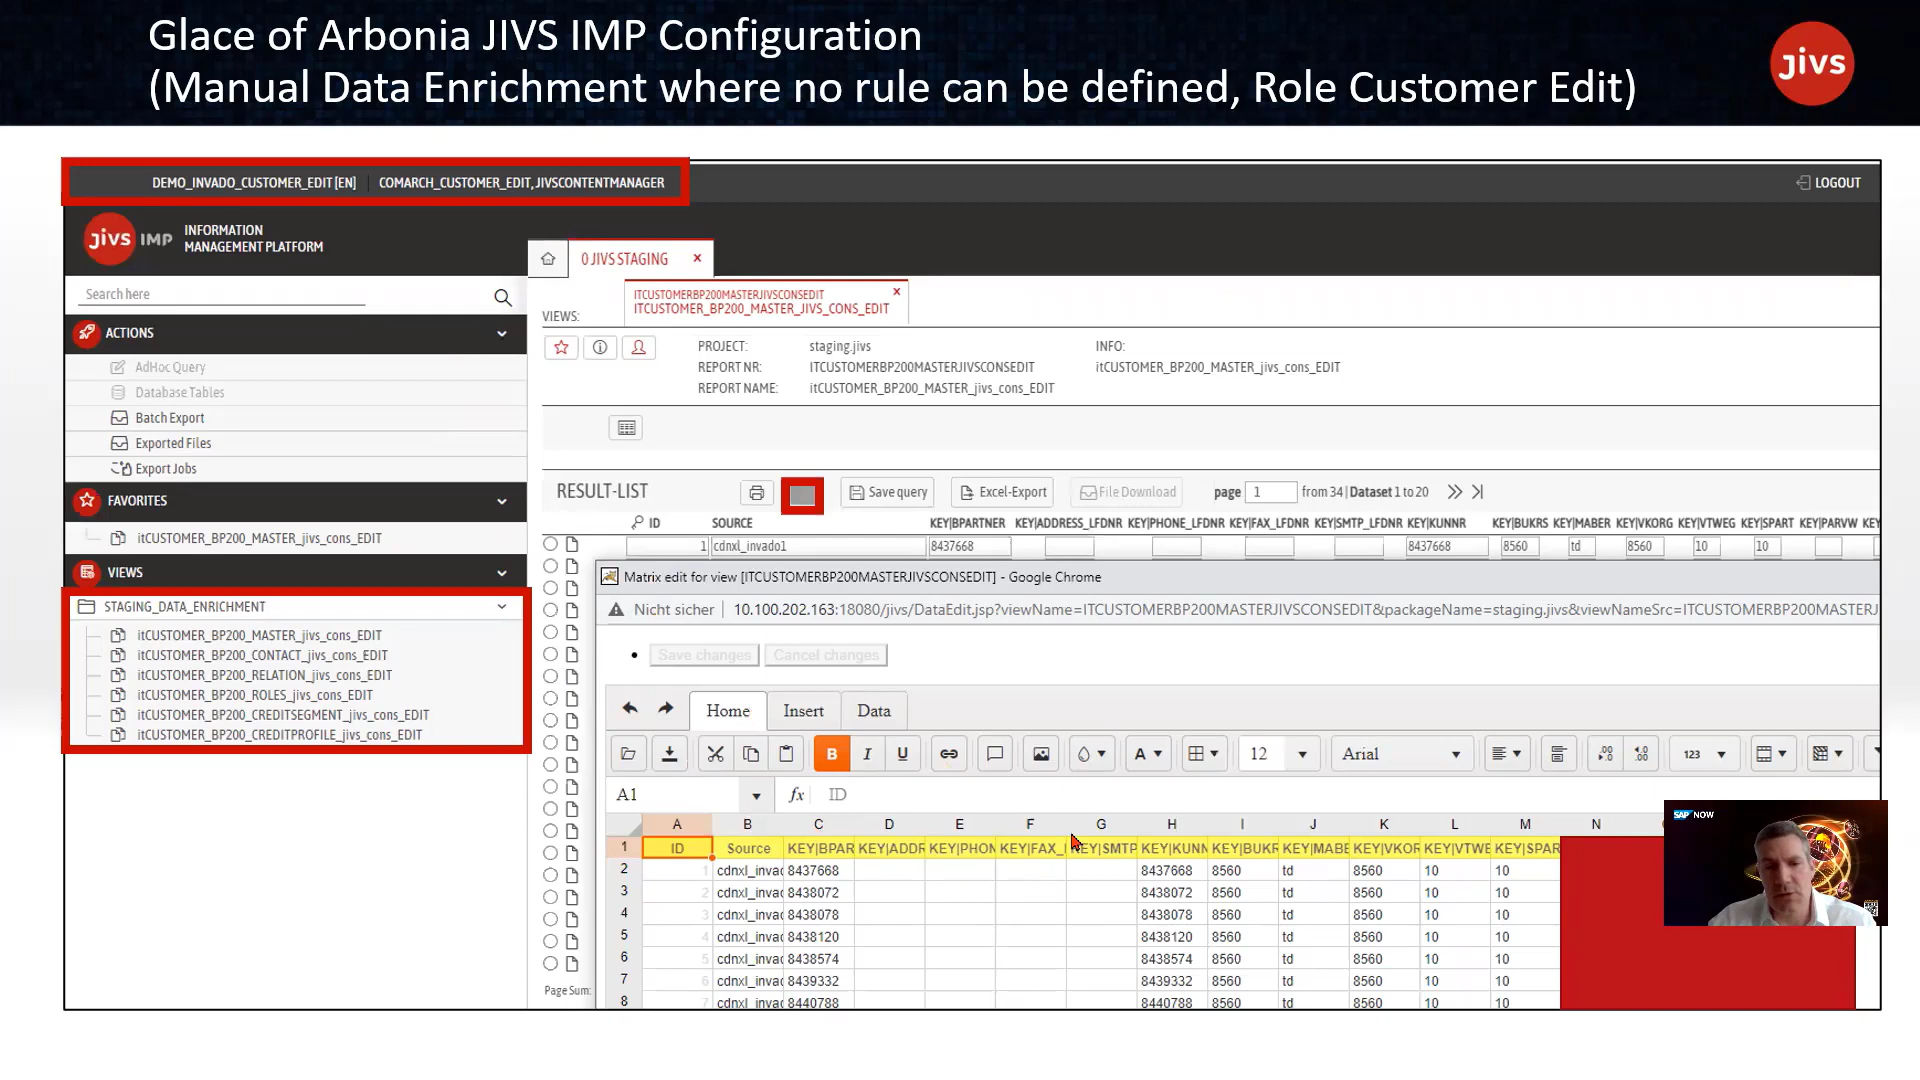 Glace of Arbonia JIVS IMP Configuration
(Manual Data Enrichment where no rule can be defined, Role Customer Edit)
jivs
DEMO_INVADO_CUSTOMER_EDIT [EN] COMARCH_CUSTOMER_EDIT, JIVSCONTENTMANAGER
LOGOUT
jivs IMP INFORMATION
MANAGEMENT PLATFORM
0 JIVS STAGING x
Search here
ACTIONS
AdHoc Query
Database Tables
Batch Export
Exported Files
Export Jobs
FAVORITES
itCUSTOMER_BP200_MASTER_jivs_cons_EDIT
VIEWS
STAGING_DATA_ENRICHMENT
itCUSTOMER_BP200_MASTER_jivs_cons_EDIT
itCUSTOMER_BP200_CONTACT_jivs_cons_EDIT
itCUSTOMER_BP200_RELATION_jivs_cons_EDIT
itCUSTOMER_BP200_ROLES_jivs_cons_EDIT
itCUSTOMER_BP200_CREDITSEGMENT_jivs_cons_EDIT
itCUSTOMER_BP200_CREDITPROFILE_jivs_cons_EDIT
VIEWS:
ITCUSTOMERBP200MASTERJIVSCONSEDIT x
ITCUSTOMER_BP200_MASTER_JIVS_CONS_EDIT
PROJECT: staging.jivs INFO:
REPORT NR: ITCUSTOMERBP200MASTERJIVSCONSEDIT itCUSTOMER_BP200_MASTER_jivs_cons_EDIT
REPORT NAME: itCUSTOMER_BP200_MASTER_jivs_cons_EDIT
RESULT-LIST Save query Excel-Export File Download page 1 from 34 | Dataset 1 to 20
ID SOURCE KEY|BPARTNER KEY|ADDRESS_LFDNR KEY|PHONE_LFDNR KEY|FAX_LFDNR KEY|SMTP_LFDNR KEY|KUNNR KEY|BUKRS KEY|MABER KEY|VKORG KEY|VTWEG KEY|SPART KEY|PARVW KEY
1 cdnxl_invado1 8437668 8437668 8560 td 8560 10 10
Matrix edit for view [ITCUSTOMERBP200MASTERJIVSCONSEDIT] - Google Chrome
Nicht sicher 10.100.202.163:18080/jivs/DataEdit.jsp?viewName=ITCUSTOMERBP200MASTERJIVSCONSEDIT&packageName=staging.jivs&viewNameSrc=ITCUSTOMERBP200MASTERJ
Save changes Cancel changes
Home Insert Data
B I U A 12 Arial .00 .00 123
A1 fx ID
A B C D E F G H I J K L M N
1 ID Source KEY|BPAR KEY|ADDR KEY|PHON KEY|FAX_ KEY|SMTP KEY|KUNN KEY|BUKR KEY|MABE KEY|VKOR KEY|VTWE KEY|SPAR
2 1 cdnxl_invac 8437668 8437668 8560 td 8560 10 10
3 2 cdnxl_invac 8438072 8438072 8560 td 8560 10 10
4 3 cdnxl_invac 8438078 8438078 8560 td 8560 10 10
5 4 cdnxl_invac 8438120 8438120 8560 td 8560 10 10
6 5 cdnxl_invac 8438574 8438574 8560 td 8560 10 10
7 6 cdnxl_invac 8439332 8439332 8560 td 8560 10 10
8 7 cdnxl_invac 8440788 8440788 8560 td 8560 10 10
Page Sum:
SAP NOW